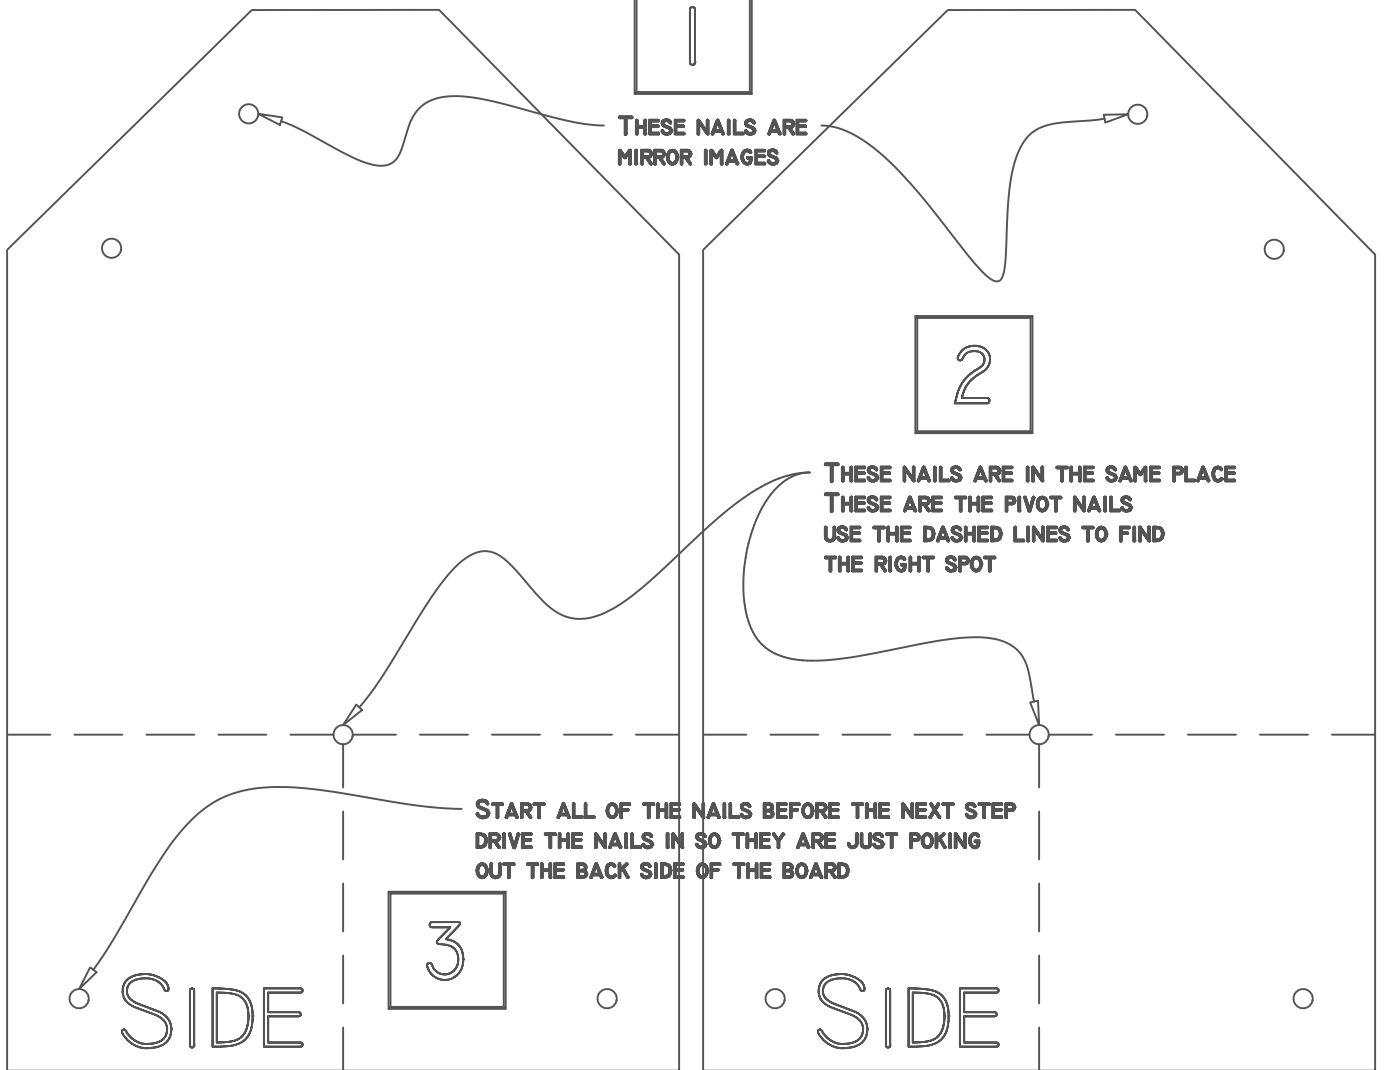 1
THESE NAILS ARE
MIRROR IMAGES
2
THESE NAILS ARE IN THE SAME PLACE
THESE ARE THE PIVOT NAILS
USE THE DASHED LINES TO FIND
THE RIGHT SPOT
START ALL OF THE NAILS BEFORE THE NEXT STEP
DRIVE THE NAILS IN SO THEY ARE JUST POKING
OUT THE BACK SIDE OF THE BOARD
3
SIDE
SIDE